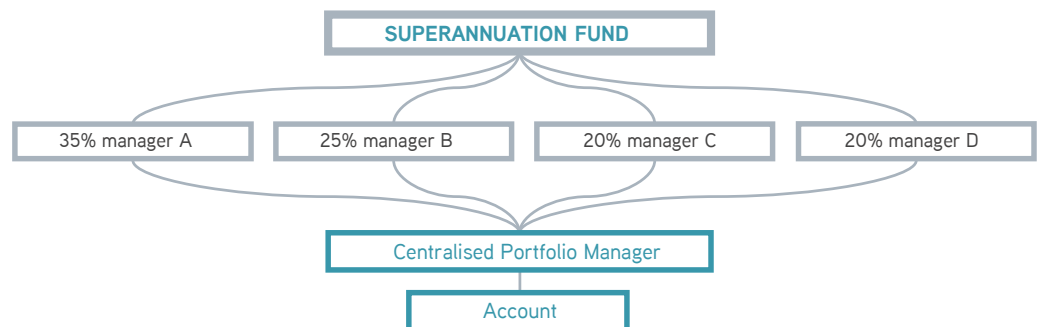 SUPERANNUATION FUND
35% manager A
25% manager B
20% manager C
20% manager D
Centralised Portfolio Manager
Account